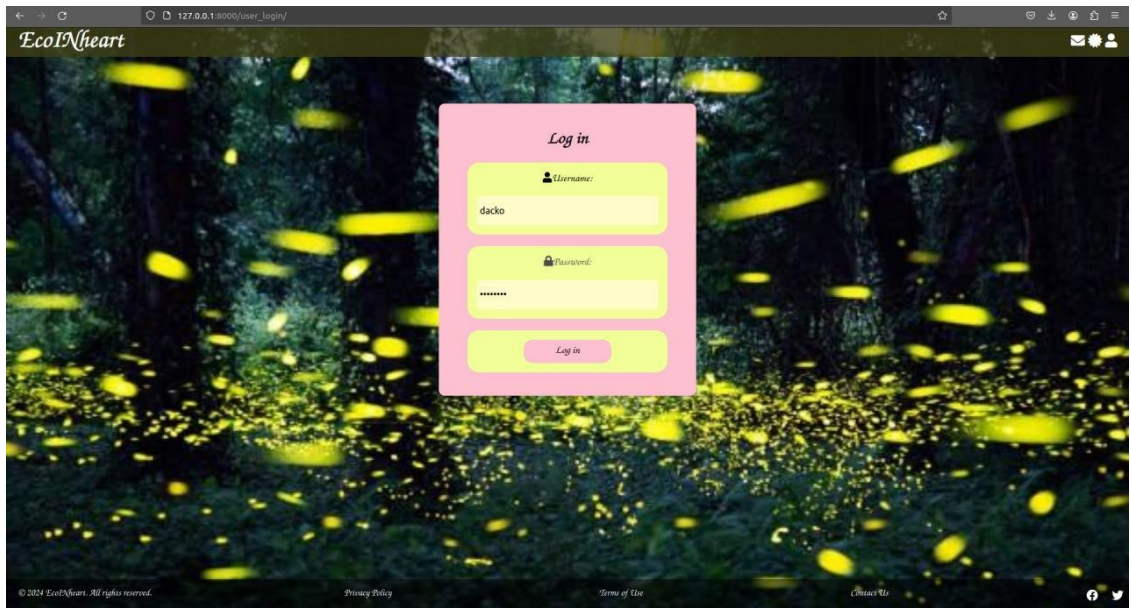 127.0.0.1:8000/user_login/
EcoINheart
Log in
Username:
dacko
Password:
••••••••
Log in
© 2024 EcoINheart. All rights reserved. Privacy Policy Terms of Use Contact Us